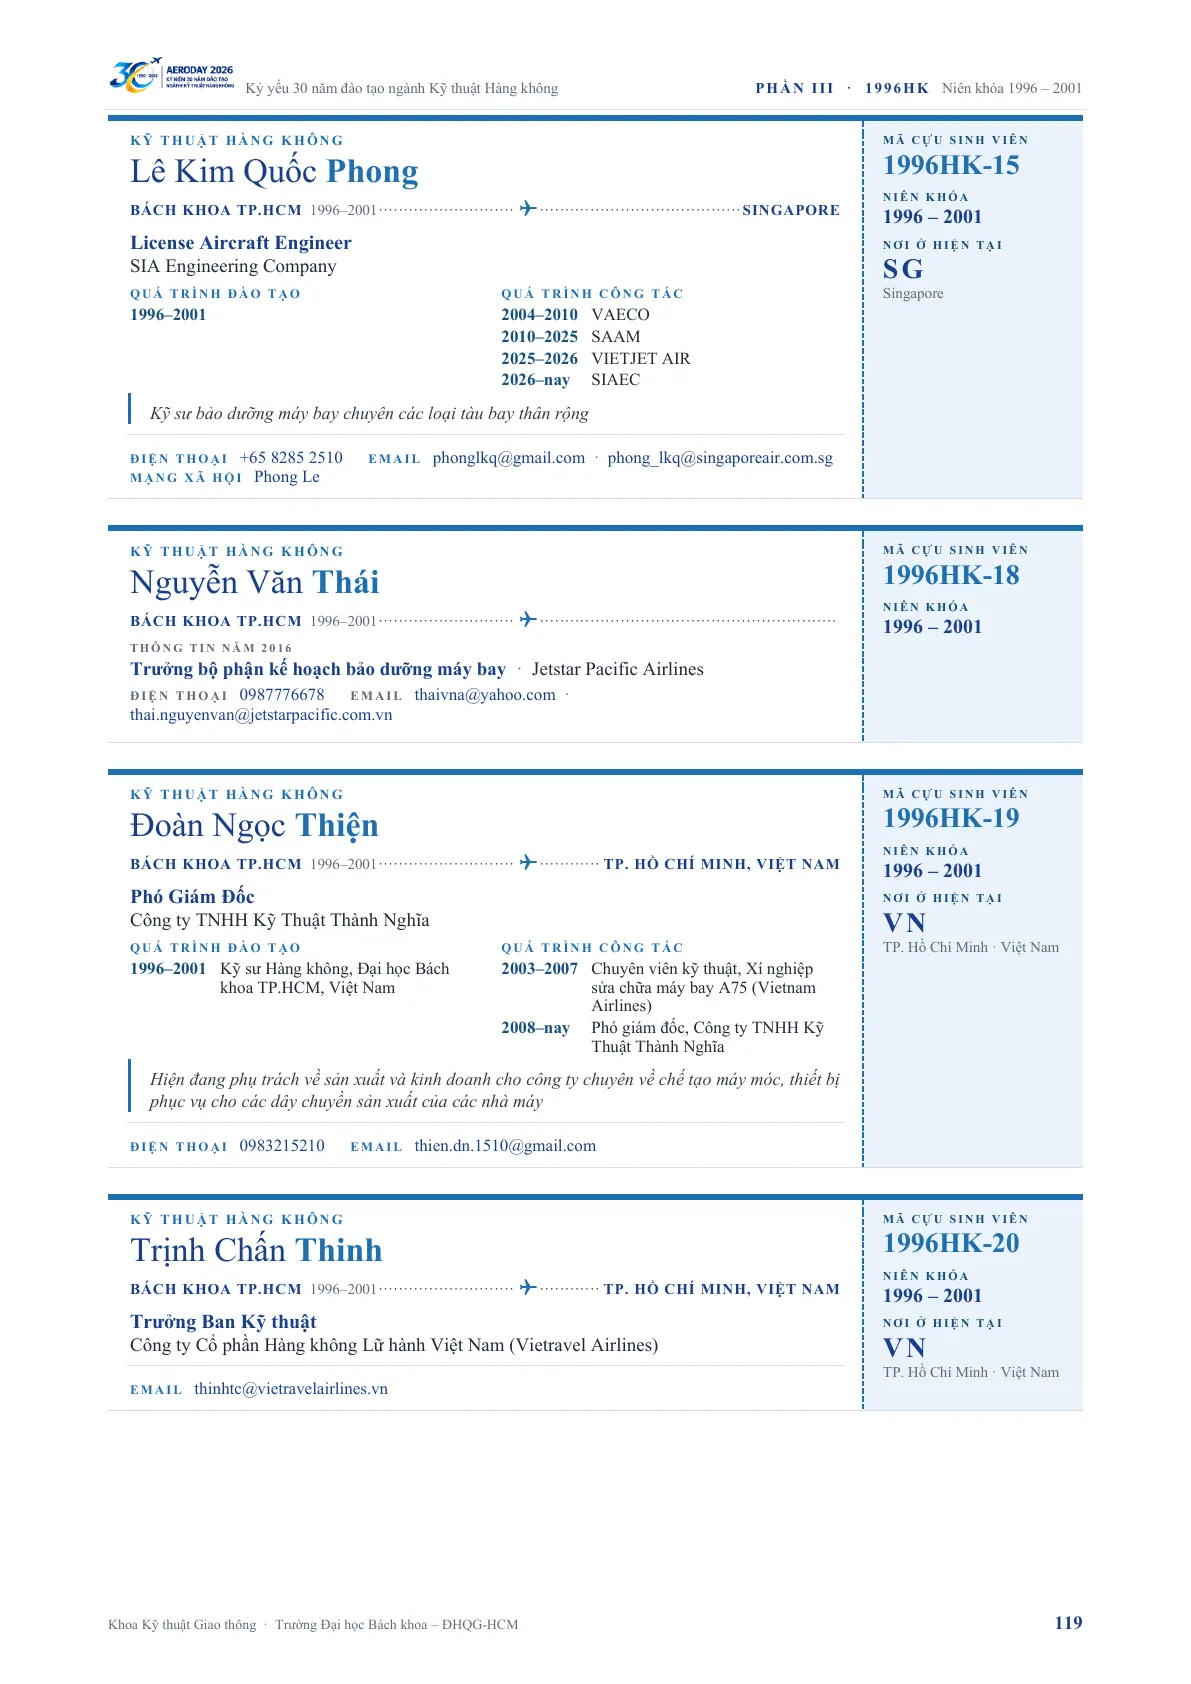 30
1996 - 2026
AERODAY 2026
KỶ NIỆM 30 NĂM ĐÀO TẠO
NGÀNH KỸ THUẬT HÀNG KHÔNG
Kỷ yếu 30 năm đào tạo ngành Kỹ thuật Hàng không
PHẦN III · 1996HK Niên khóa 1996 – 2001
KỸ THUẬT HÀNG KHÔNG
Lê Kim Quốc Phong
BÁCH KHOA TP.HCM 1996–2001 SINGAPORE
License Aircraft Engineer
SIA Engineering Company
QUÁ TRÌNH ĐÀO TẠO
1996–2001
QUÁ TRÌNH CÔNG TÁC
2004–2010 VAECO
2010–2025 SAAM
2025–2026 VIETJET AIR
2026–nay SIAEC
Kỹ sư bảo dưỡng máy bay chuyên các loại tàu bay thân rộng
ĐIỆN THOẠI +65 8285 2510 EMAIL phonglkq@gmail.com · phong_lkq@singaporeair.com.sg
MẠNG XÃ HỘI Phong Le
MÃ CỰU SINH VIÊN
1996HK-15
NIÊN KHÓA
1996 – 2001
NƠI Ở HIỆN TẠI
SG
Singapore
KỸ THUẬT HÀNG KHÔNG
Nguyễn Văn Thái
BÁCH KHOA TP.HCM 1996–2001
THÔNG TIN NĂM 2016
Trưởng bộ phận kế hoạch bảo dưỡng máy bay · Jetstar Pacific Airlines
ĐIỆN THOẠI 0987776678 EMAIL thaivna@yahoo.com ·
thai.nguyenvan@jetstarpacific.com.vn
MÃ CỰU SINH VIÊN
1996HK-18
NIÊN KHÓA
1996 – 2001
KỸ THUẬT HÀNG KHÔNG
Đoàn Ngọc Thiện
BÁCH KHOA TP.HCM 1996–2001 TP. HỒ CHÍ MINH, VIỆT NAM
Phó Giám Đốc
Công ty TNHH Kỹ Thuật Thành Nghĩa
QUÁ TRÌNH ĐÀO TẠO
1996–2001 Kỹ sư Hàng không, Đại học Bách
khoa TP.HCM, Việt Nam
QUÁ TRÌNH CÔNG TÁC
2003–2007 Chuyên viên kỹ thuật, Xí nghiệp
sửa chữa máy bay A75 (Vietnam
Airlines)
2008–nay Phó giám đốc, Công ty TNHH Kỹ
Thuật Thành Nghĩa
Hiện đang phụ trách về sản xuất và kinh doanh cho công ty chuyên về chế tạo máy móc, thiết bị
phục vụ cho các dây chuyền sản xuất của các nhà máy
ĐIỆN THOẠI 0983215210 EMAIL thien.dn.1510@gmail.com
MÃ CỰU SINH VIÊN
1996HK-19
NIÊN KHÓA
1996 – 2001
NƠI Ở HIỆN TẠI
VN
TP. Hồ Chí Minh · Việt Nam
KỸ THUẬT HÀNG KHÔNG
Trịnh Chấn Thinh
BÁCH KHOA TP.HCM 1996–2001 TP. HỒ CHÍ MINH, VIỆT NAM
Trưởng Ban Kỹ thuật
Công ty Cổ phần Hàng không Lữ hành Việt Nam (Vietravel Airlines)
EMAIL thinhtc@vietravelairlines.vn
MÃ CỰU SINH VIÊN
1996HK-20
NIÊN KHÓA
1996 – 2001
NƠI Ở HIỆN TẠI
VN
TP. Hồ Chí Minh · Việt Nam
Khoa Kỹ thuật Giao thông · Trường Đại học Bách khoa – ĐHQG-HCM
119